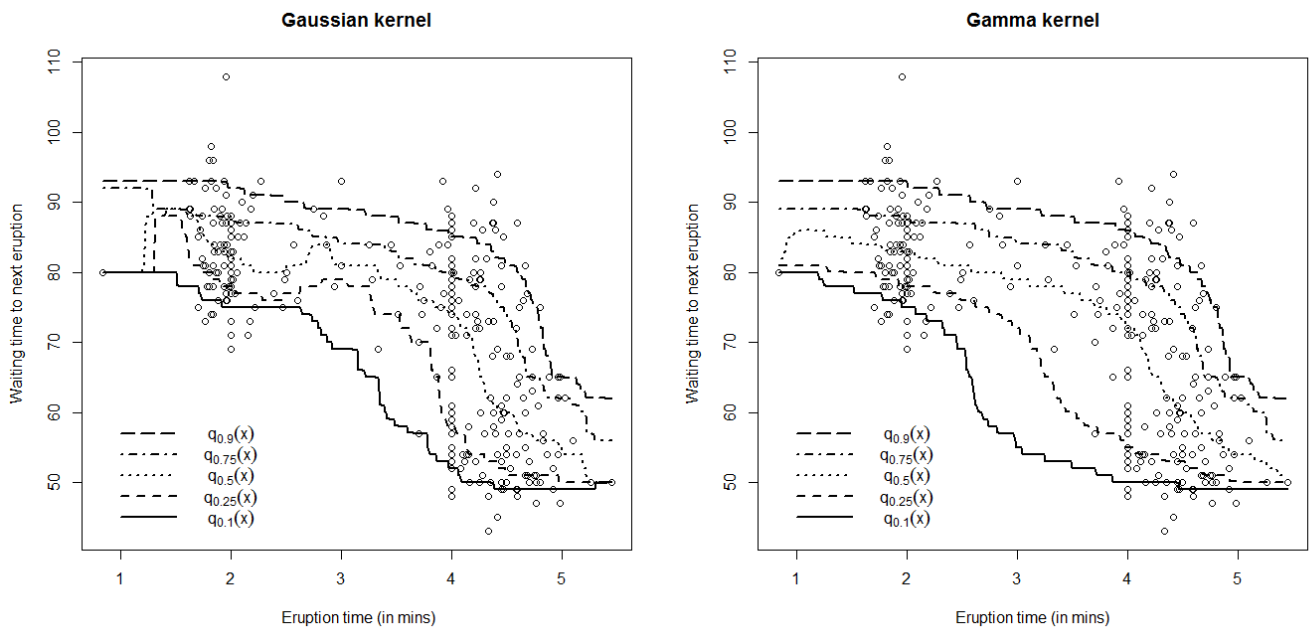 Gaussian kernel
Waiting time to next eruption
110
100
90
80
70
60
50
q0.9(x)
q0.75(x)
q0.5(x)
q0.25(x)
q0.1(x)
1 2 3 4 5
Eruption time (in mins)
Gamma kernel
Waiting time to next eruption
110
100
90
80
70
60
50
q0.9(x)
q0.75(x)
q0.5(x)
q0.25(x)
q0.1(x)
1 2 3 4 5
Eruption time (in mins)